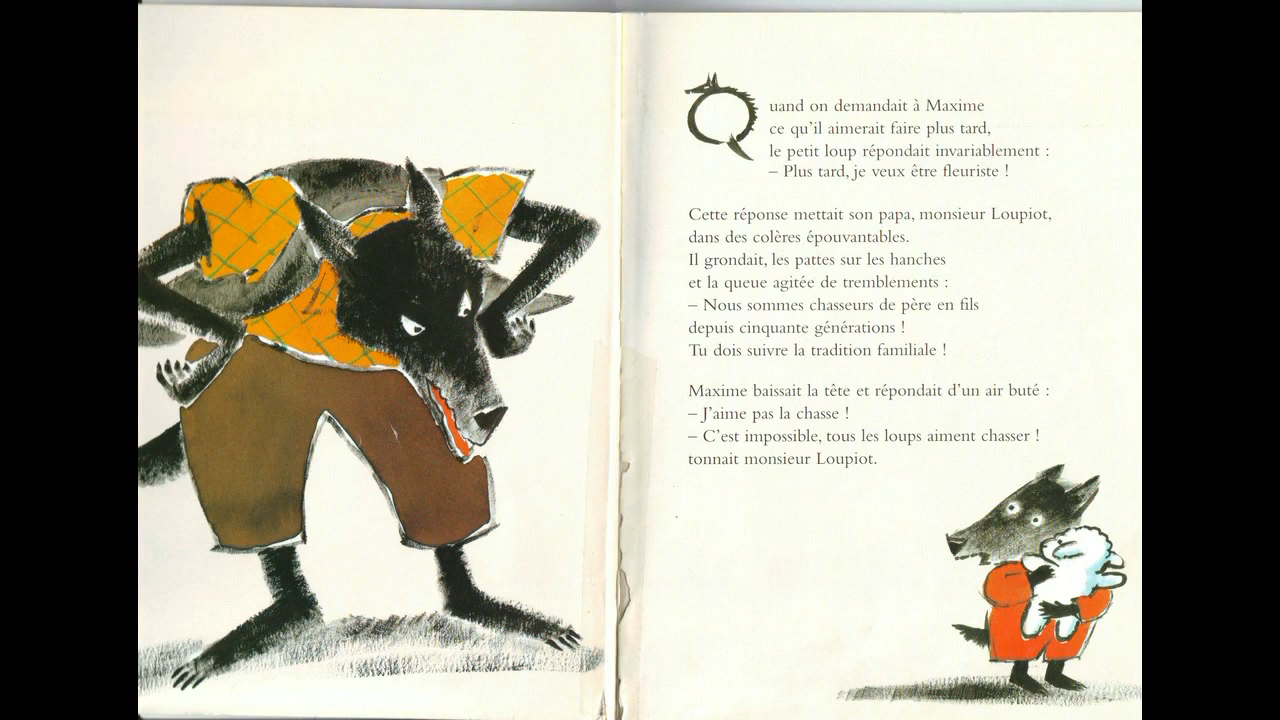 Quand on demandait à Maxime
ce qu'il aimerait faire plus tard,
le petit loup répondait invariablement :
– Plus tard, je veux être fleuriste !
Cette réponse mettait son papa, monsieur Loupiot,
dans des colères épouvantables.
Il grondait, les pattes sur les hanches
et la queue agitée de tremblements :
– Nous sommes chasseurs de père en fils
depuis cinquante générations !
Tu dois suivre la tradition familiale !
Maxime baissait la tête et répondait d'un air buté :
– J'aime pas la chasse !
– C'est impossible, tous les loups aiment chasser !
tonnait monsieur Loupiot.